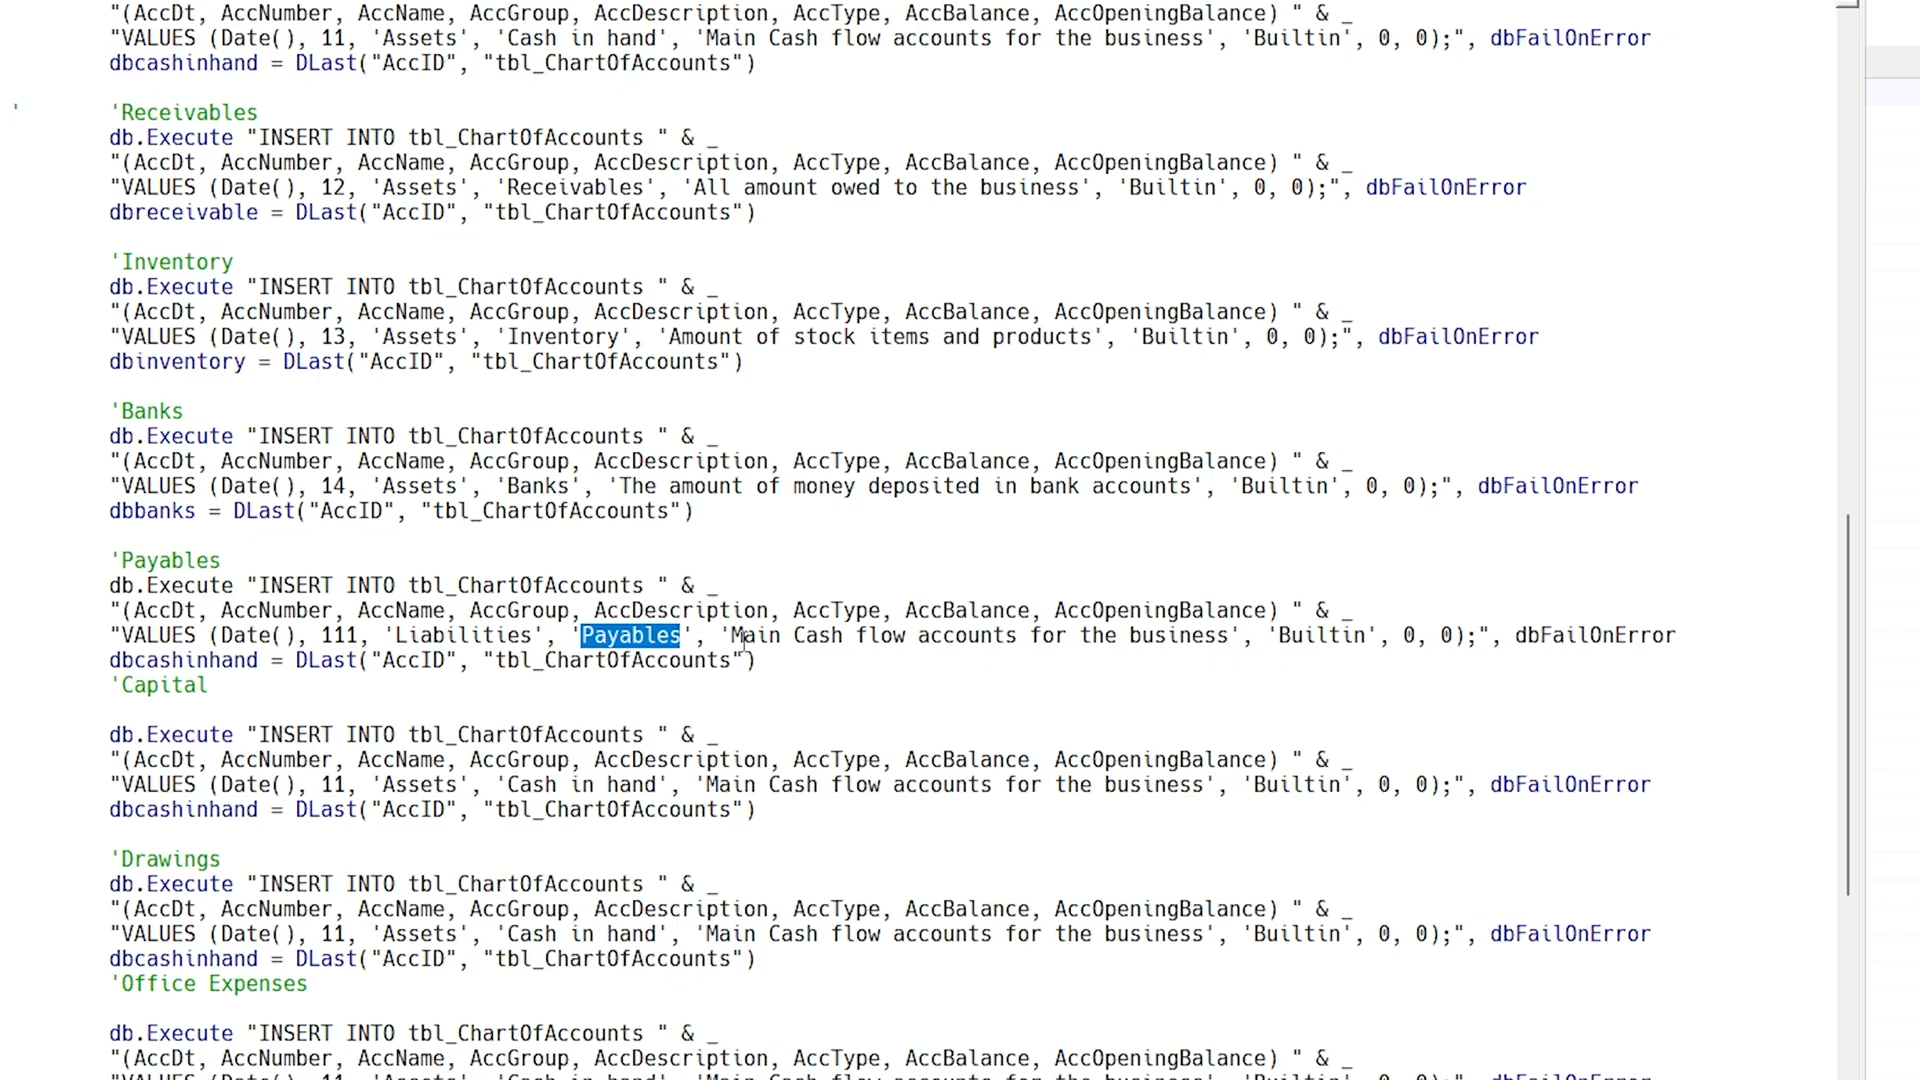 "(AccDt, AccNumber, AccName, AccGroup, AccDescription, AccType, AccBalance, AccOpeningBalance) " & _
"VALUES (Date(), 11, 'Assets', 'Cash in hand', 'Main Cash flow accounts for the business', 'Builtin', 0, 0);", dbFailOnError
dbcashinhand = DLast("AccID", "tbl_ChartOfAccounts")
' 'Receivables
db.Execute "INSERT INTO tbl_ChartOfAccounts " & _
"(AccDt, AccNumber, AccName, AccGroup, AccDescription, AccType, AccBalance, AccOpeningBalance) " & _
"VALUES (Date(), 12, 'Assets', 'Receivables', 'All amount owed to the business', 'Builtin', 0, 0);", dbFailOnError
dbreceivable = DLast("AccID", "tbl_ChartOfAccounts")
'Inventory
db.Execute "INSERT INTO tbl_ChartOfAccounts " & _
"(AccDt, AccNumber, AccName, AccGroup, AccDescription, AccType, AccBalance, AccOpeningBalance) " & _
"VALUES (Date(), 13, 'Assets', 'Inventory', 'Amount of stock items and products', 'Builtin', 0, 0);", dbFailOnError
dbinventory = DLast("AccID", "tbl_ChartOfAccounts")
'Banks
db.Execute "INSERT INTO tbl_ChartOfAccounts " & _
"(AccDt, AccNumber, AccName, AccGroup, AccDescription, AccType, AccBalance, AccOpeningBalance) " & _
"VALUES (Date(), 14, 'Assets', 'Banks', 'The amount of money deposited in bank accounts', 'Builtin', 0, 0);", dbFailOnError
dbbanks = DLast("AccID", "tbl_ChartOfAccounts")
'Payables
db.Execute "INSERT INTO tbl_ChartOfAccounts " & _
"(AccDt, AccNumber, AccName, AccGroup, AccDescription, AccType, AccBalance, AccOpeningBalance) " & _
"VALUES (Date(), 111, 'Liabilities', 'Payables', 'Main Cash flow accounts for the business', 'Builtin', 0, 0);", dbFailOnError
dbcashinhand = DLast("AccID", "tbl_ChartOfAccounts")
'Capital
db.Execute "INSERT INTO tbl_ChartOfAccounts " & _
"(AccDt, AccNumber, AccName, AccGroup, AccDescription, AccType, AccBalance, AccOpeningBalance) " & _
"VALUES (Date(), 11, 'Assets', 'Cash in hand', 'Main Cash flow accounts for the business', 'Builtin', 0, 0);", dbFailOnError
dbcashinhand = DLast("AccID", "tbl_ChartOfAccounts")
'Drawings
db.Execute "INSERT INTO tbl_ChartOfAccounts " & _
"(AccDt, AccNumber, AccName, AccGroup, AccDescription, AccType, AccBalance, AccOpeningBalance) " & _
"VALUES (Date(), 11, 'Assets', 'Cash in hand', 'Main Cash flow accounts for the business', 'Builtin', 0, 0);", dbFailOnError
dbcashinhand = DLast("AccID", "tbl_ChartOfAccounts")
'Office Expenses
db.Execute "INSERT INTO tbl_ChartOfAccounts " & _
"(AccDt, AccNumber, AccName, AccGroup, AccDescription, AccType, AccBalance, AccOpeningBalance) " & _